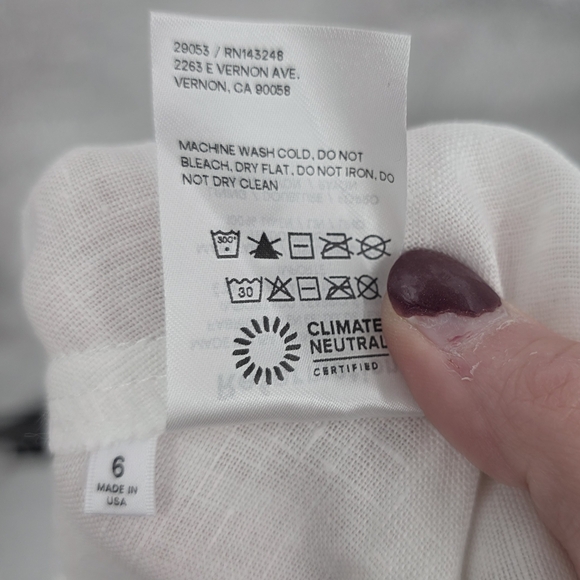 29053 / RN143248
2263 E VERNON AVE.
VERNON, CA 90058
MACHINE WASH COLD, DO NOT
BLEACH, DRY FLAT, DO NOT IRON, DO
NOT DRY CLEAN
30C°
30
CLIMATE
NEUTRAL
CERTIFIED
6
MADE IN
USA